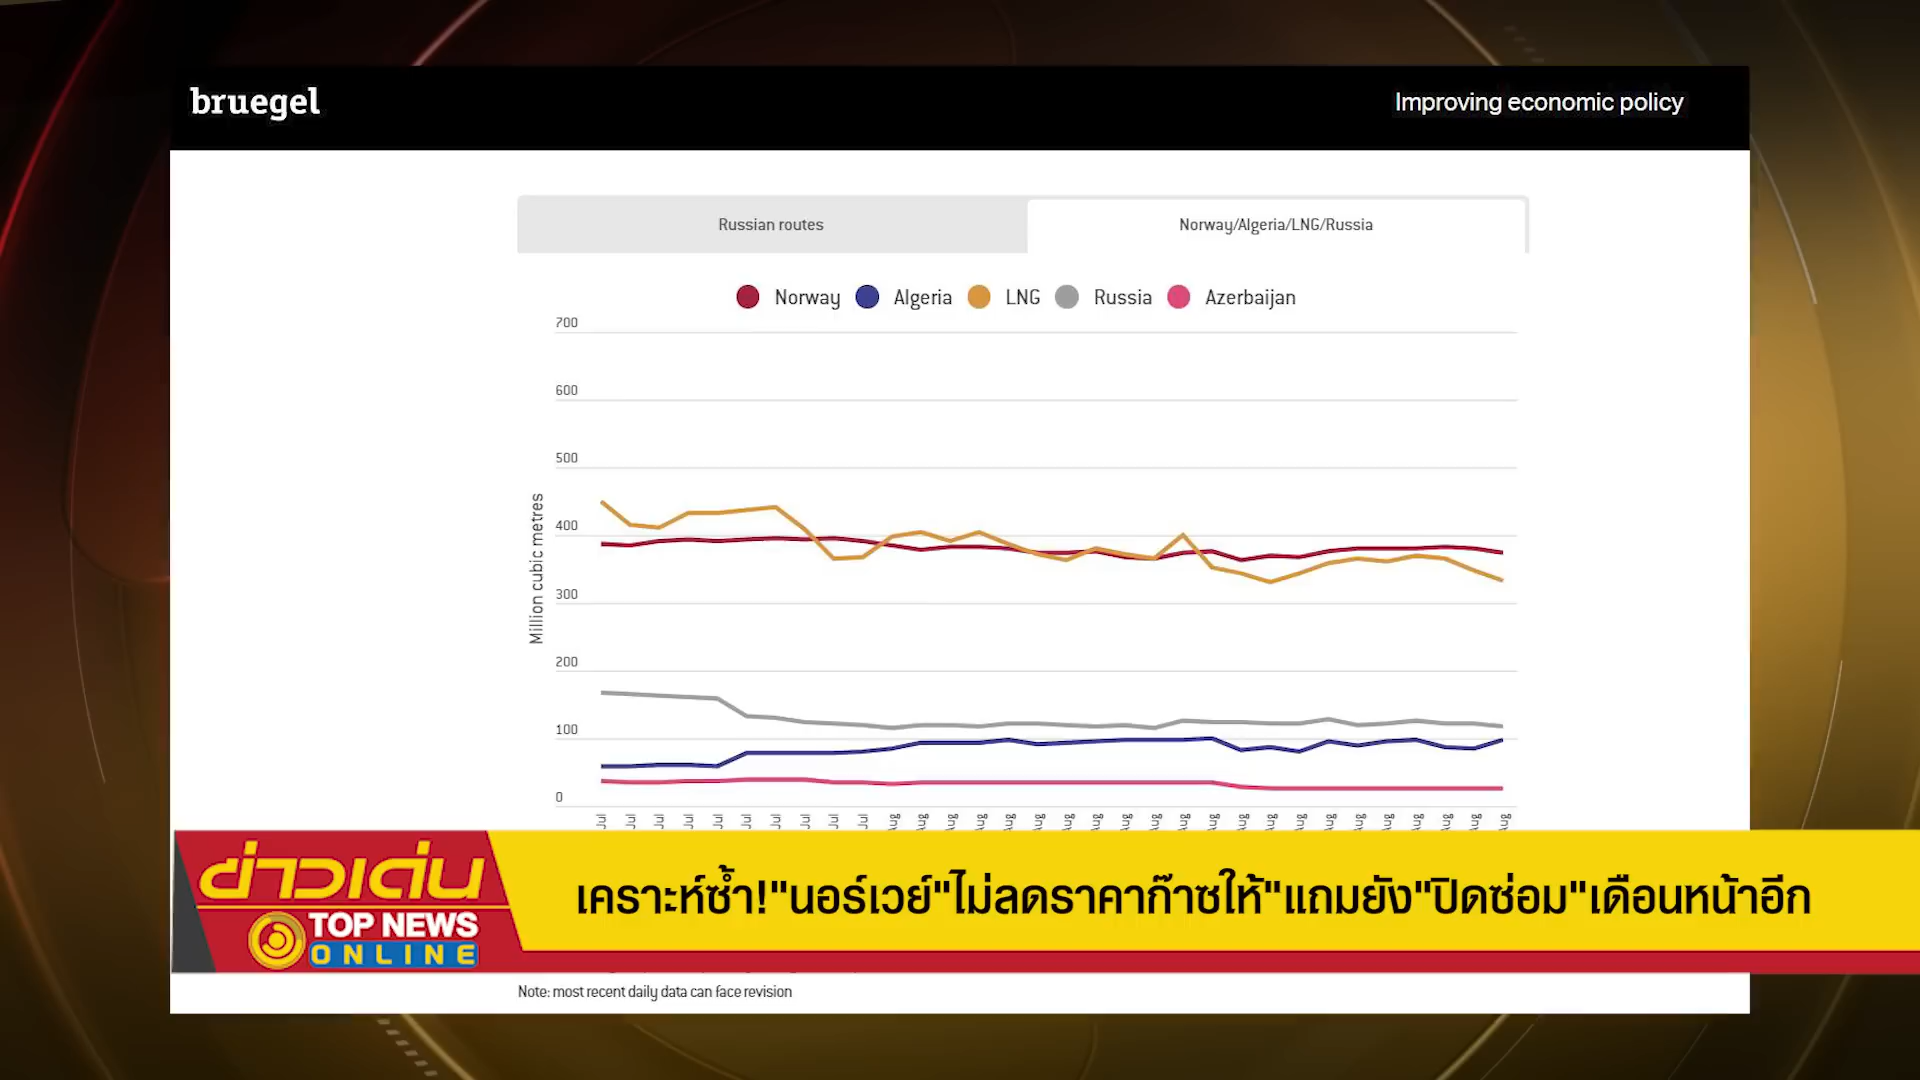 bruegel
Improving economic policy
Russian routes
Norway/Algeria/LNG/Russia
Norway Algeria LNG Russia Azerbaijan
700
600
500
400
300
200
100
0
Million cubic metres
ข่าวเด่น
TOP NEWS
ONLINE
เคราะห์ซ้ำ!"นอร์เวย์"ไม่ลดราคาก๊าซให้"แถมยัง"ปิดซ่อม"เดือนหน้าอีก
Note: most recent daily data can face revision